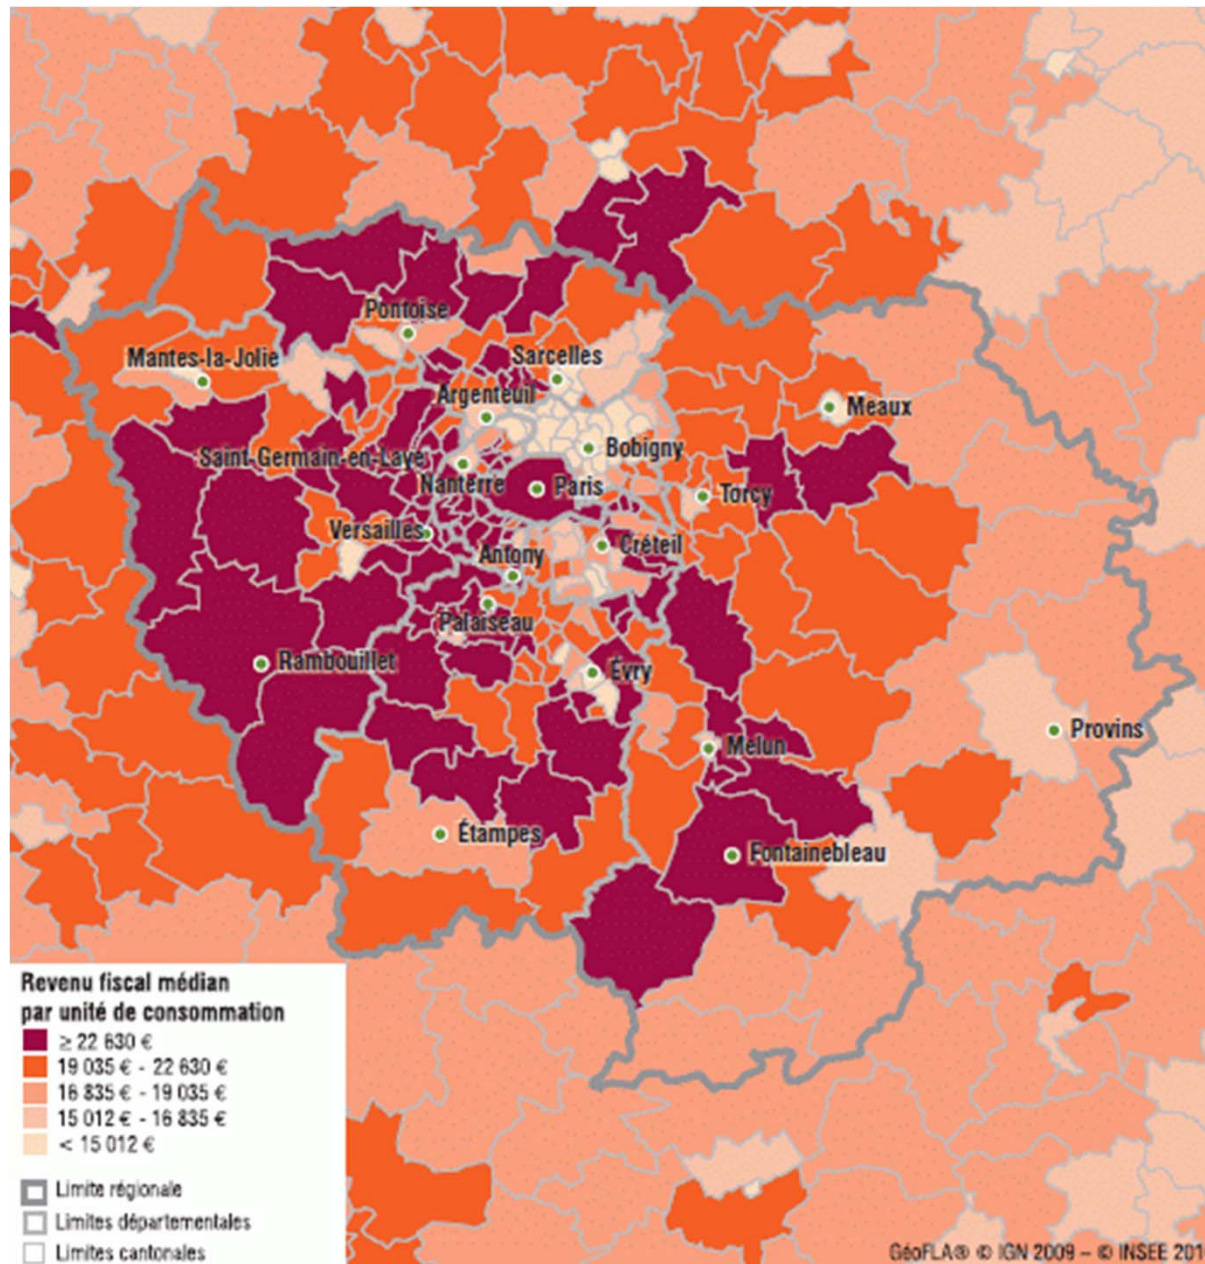 Pontoise
Mantes-la-Jolie
Sarcelles
Argenteuil
Meaux
Saint-Germain-en-Laye
Bobigny
Nanterre
Paris
Torcy
Versailles
Antony
Créteil
Palaiseau
Rambouillet
Évry
Provins
Melun
Étampes
Fontainebleau
Revenu fiscal médian
par unité de consommation
≥ 22 630 €
19 035 € - 22 630 €
16 835 € - 19 035 €
15 012 € - 16 835 €
< 15 012 €
Limite régionale
Limites départementales
Limites cantonales
GéoFLA® © IGN 2009 – © INSEE 201